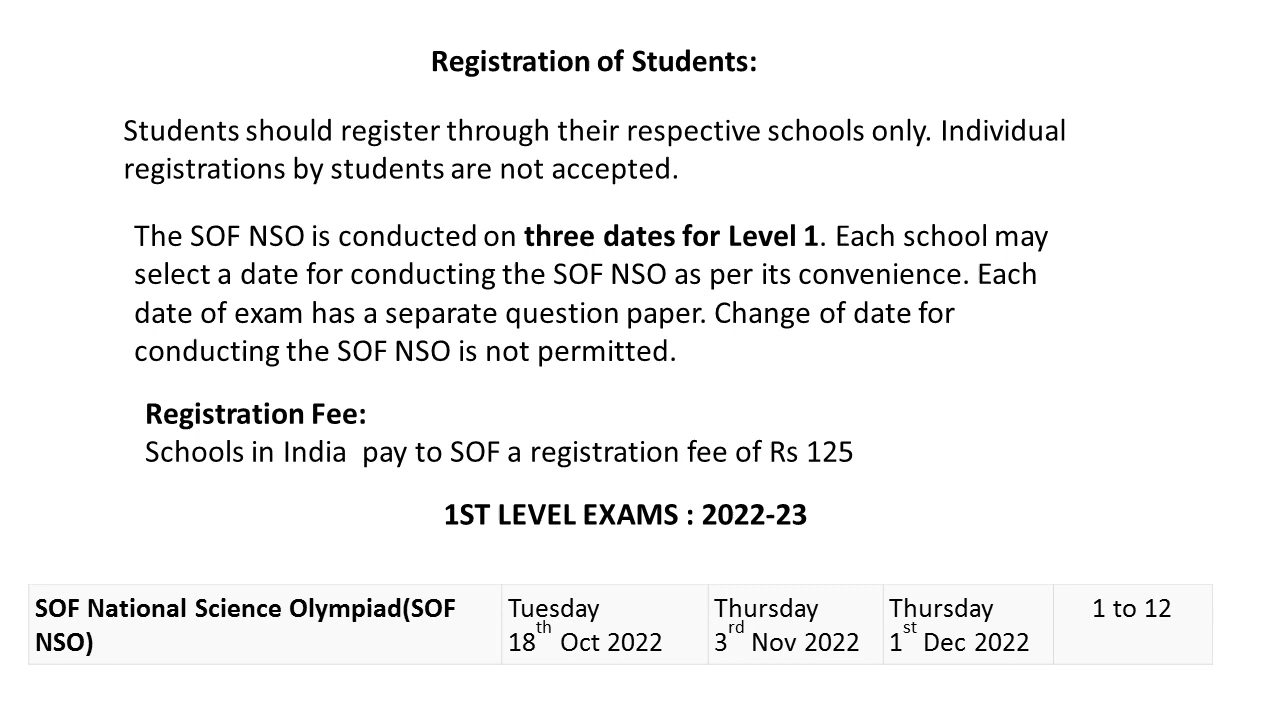 Registration of Students:
Students should register through their respective schools only. Individual
registrations by students are not accepted.
The SOF NSO is conducted on three dates for Level 1. Each school may
select a date for conducting the SOF NSO as per its convenience. Each
date of exam has a separate question paper. Change of date for
conducting the SOF NSO is not permitted.
Registration Fee:
Schools in India  pay to SOF a registration fee of Rs 125
1ST LEVEL EXAMS : 2022-23
SOF National Science Olympiad(SOF
NSO)
Tuesday
18th Oct 2022
Thursday
3rd Nov 2022
Thursday
1st Dec 2022
1 to 12